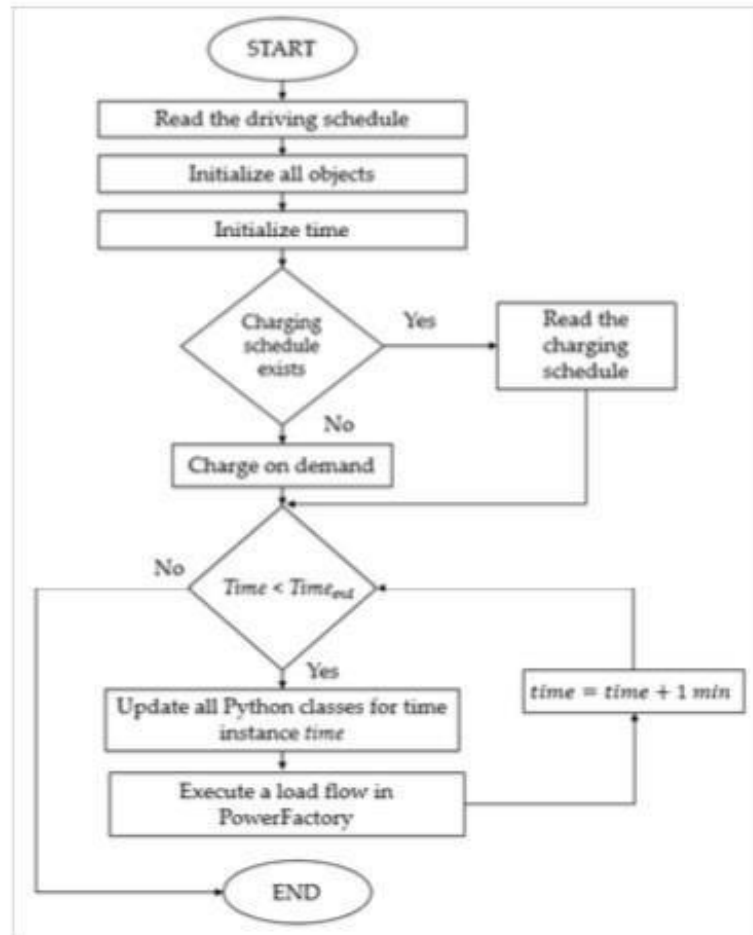 START
Read the driving schedule
Initialize all objects
Initialize time
Charging
schedule
exists
Yes
Read the
charging
schedule
No
Charge on demand
No
Time < Time_end
Yes
Update all Python classes for time
instance time
time = time + 1 min
Execute a load flow in
PowerFactory
END